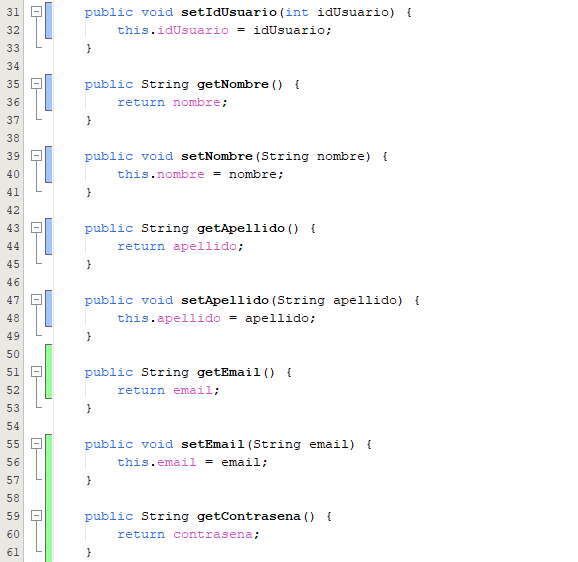 31 public void setIdUsuario(int idUsuario) {
32 this.idUsuario = idUsuario;
33 }
34
35 public String getNombre() {
36 return nombre;
37 }
38
39 public void setNombre(String nombre) {
40 this.nombre = nombre;
41 }
42
43 public String getApellido() {
44 return apellido;
45 }
46
47 public void setApellido(String apellido) {
48 this.apellido = apellido;
49 }
50
51 public String getEmail() {
52 return email;
53 }
54
55 public void setEmail(String email) {
56 this.email = email;
57 }
58
59 public String getContrasena() {
60 return contrasena;
61 }